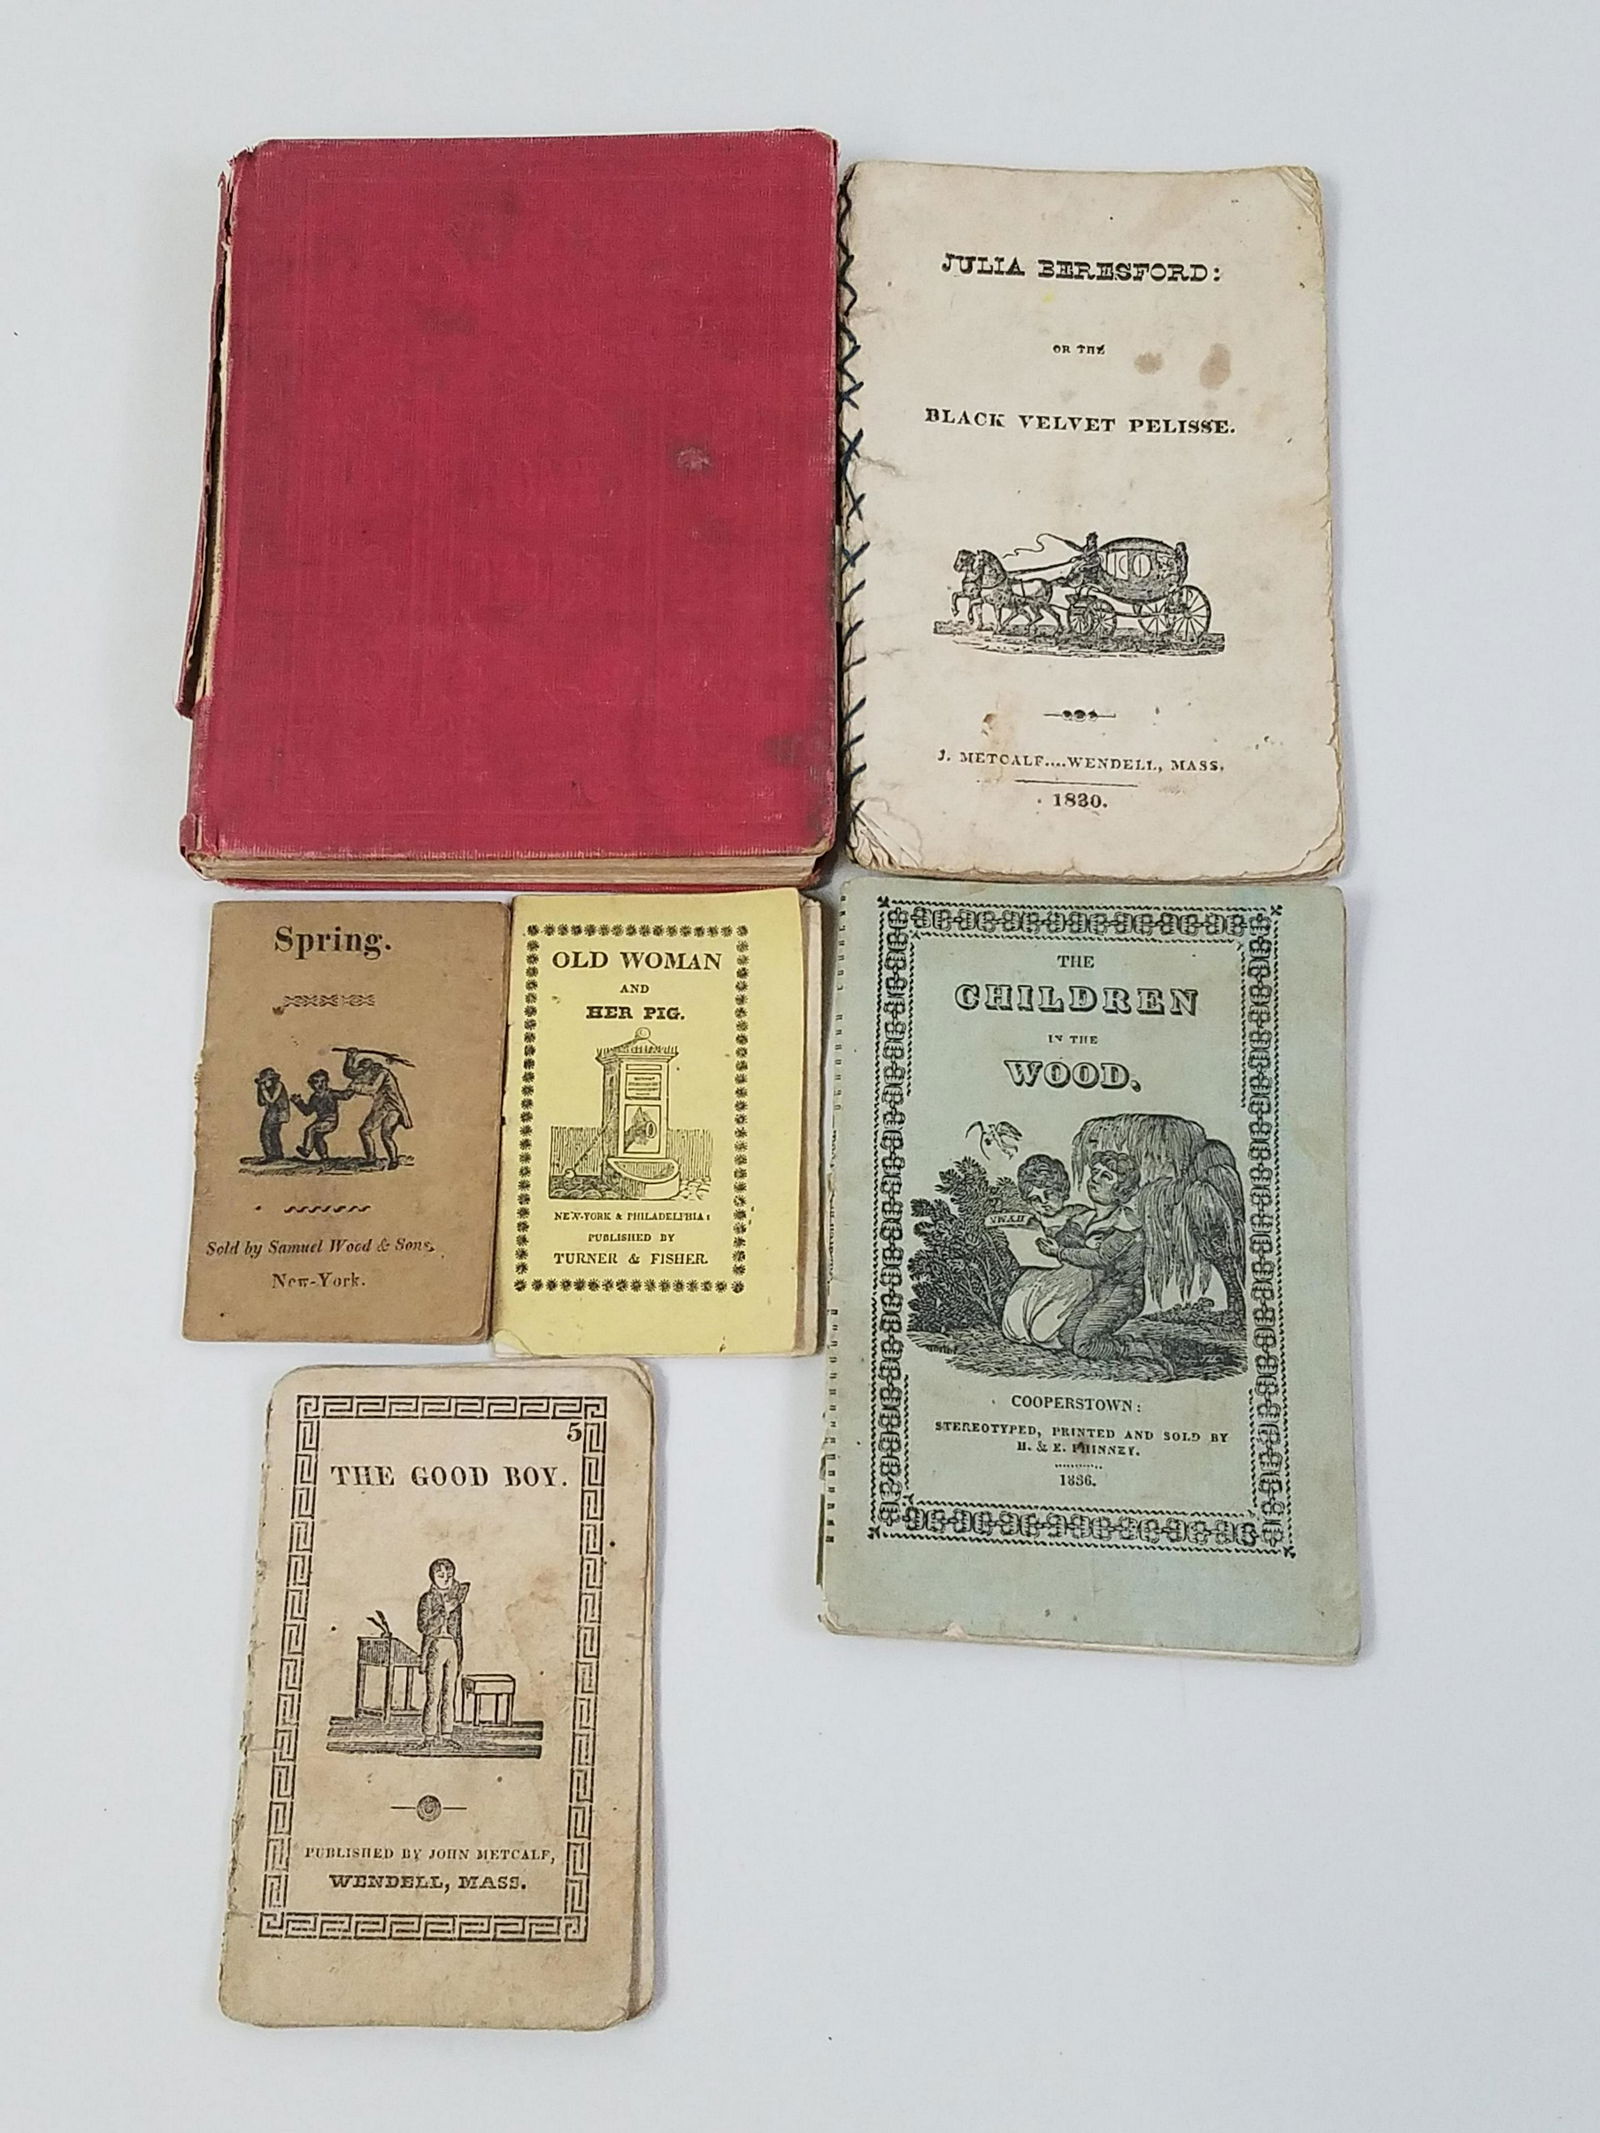 JULIA BERESFORD:
OR THE
BLACK VELVET PELISSE.
J. METCALF....WENDELL, MASS.
1830.
Spring.
Sold by Samuel Wood & Sons,
New-York.
OLD WOMAN
AND
HER PIG.
NEW-YORK & PHILADELPHIA:
PUBLISHED BY
TURNER & FISHER.
THE
CHILDREN
IN THE
WOOD.
HYMN
COOPERSTOWN:
STEREOTYPED, PRINTED AND SOLD BY
H. & E. PHINNEY.
1836.
5
THE GOOD BOY.
PUBLISHED BY JOHN METCALF,
WENDELL, MASS.